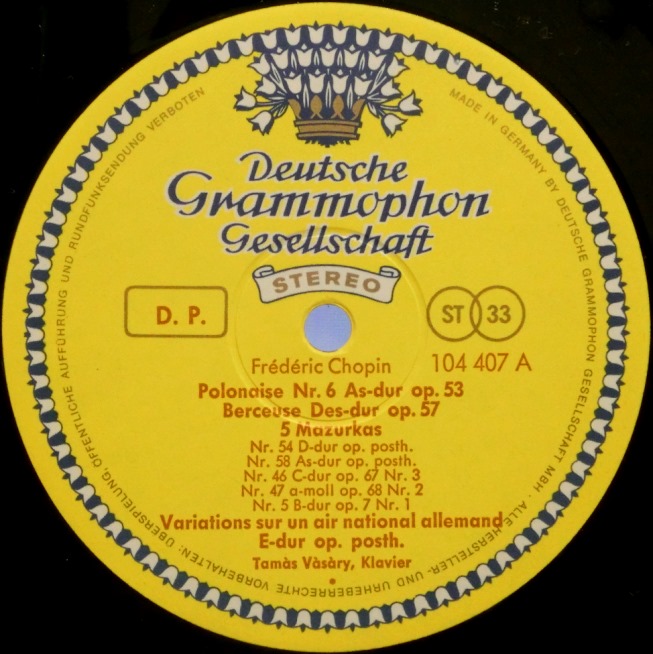 Deutsche
Grammophon
Gesellschaft
STEREO
D. P.
ST 33
Frédéric Chopin
104 407 A
Polonaise Nr. 6 As-dur op. 53
Berceuse Des-dur op. 57
5 Mazurkas
Nr. 54 D-dur op. posth.
Nr. 58 As-dur op. posth.
Nr. 46 C-dur op. 67 Nr. 3
Nr. 47 a-moll op. 68 Nr. 2
Nr. 5 B-dur op. 7 Nr. 1
Variations sur un air national allemand
E-dur op. posth.
Tamàs Vàsàry, Klavier
MADE IN GERMANY BY DEUTSCHE GRAMMOPHON GESELLSCHAFT MBH · ALLE HERSTELLER- UND URHEBERRECHTE VORBEHALTEN: ÜBERSPIELUNG, ÖFFENTLICHE AUFFÜHRUNG UND RUNDFUNKSENDUNG VERBOTEN